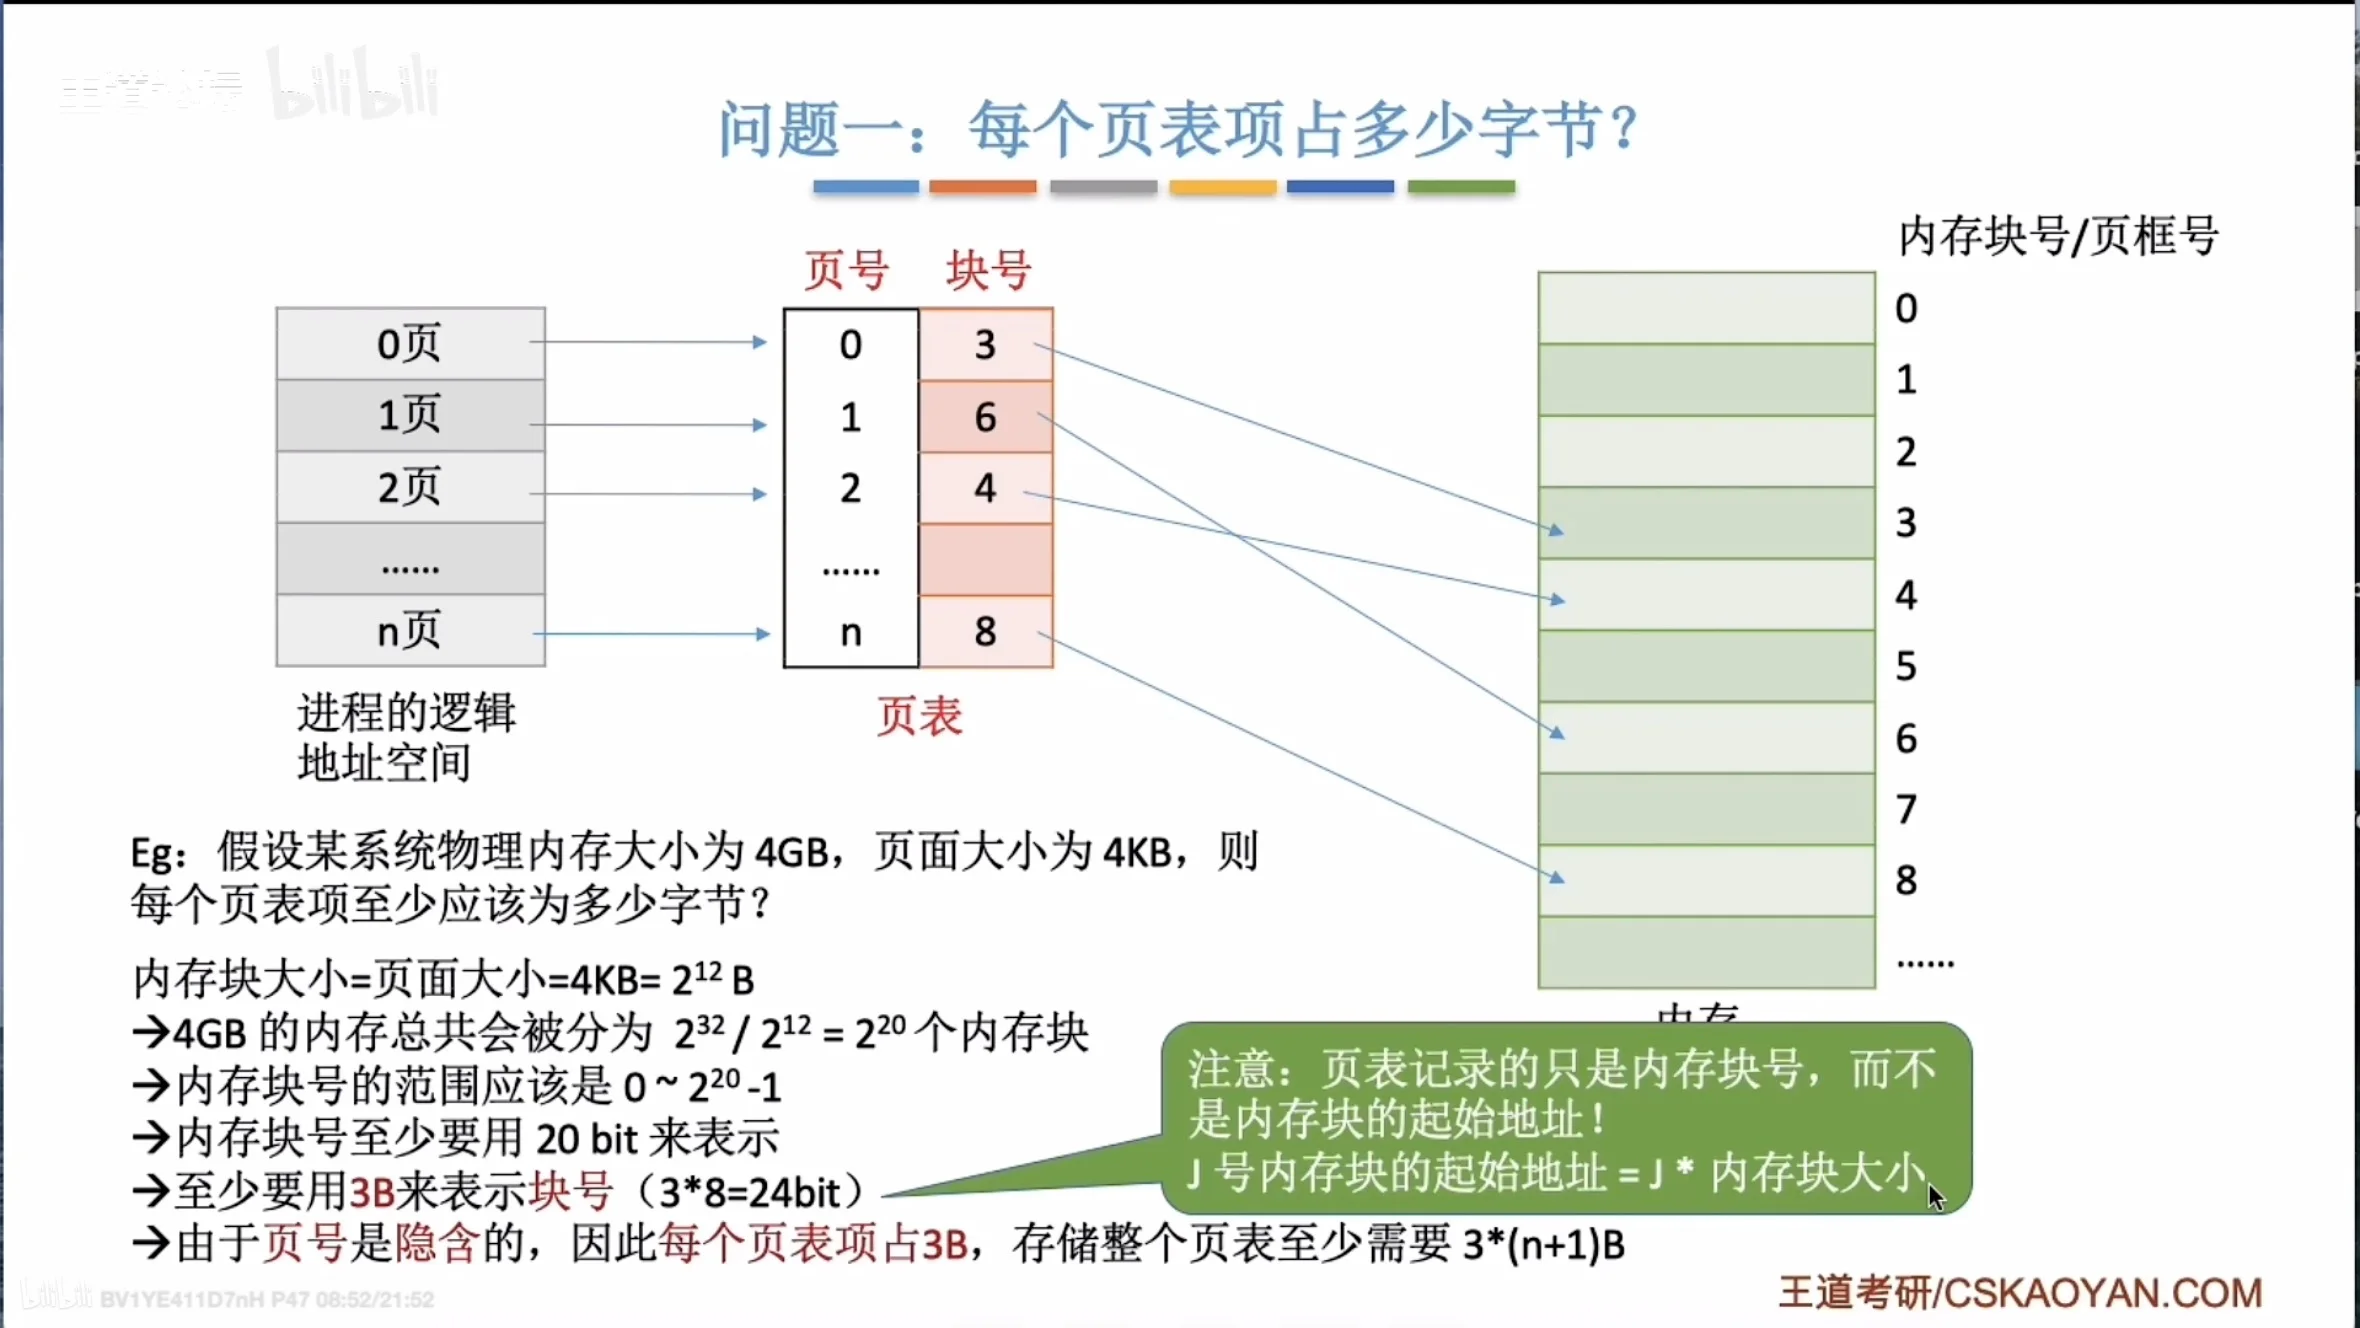 王道考研 bilibili
问题一：每个页表项占多少字节？
内存块号/页框号
页号 块号
0页 0 3
1页 1 6
2页 2 4
...... ......
n页 n 8
进程的逻辑
地址空间
页表
0
1
2
3
4
5
6
7
8
......
内存
Eg：假设某系统物理内存大小为 4GB，页面大小为 4KB，则
每个页表项至少应该为多少字节？
内存块大小=页面大小=4KB= 2¹² B
→4GB 的内存总共会被分为 2³² / 2¹² = 2²⁰ 个内存块
→内存块号的范围应该是 0 ~ 2²⁰ -1
→内存块号至少要用 20 bit 来表示
→至少要用3B来表示块号（3*8=24bit）
→由于页号是隐含的，因此每个页表项占3B，存储整个页表至少需要 3*(n+1)B
注意：页表记录的只是内存块号，而不
是内存块的起始地址！
J 号内存块的起始地址 = J * 内存块大小
bilibili BV1YE411D7nH P47 08:52/21:52
王道考研/CSKAOYAN.COM